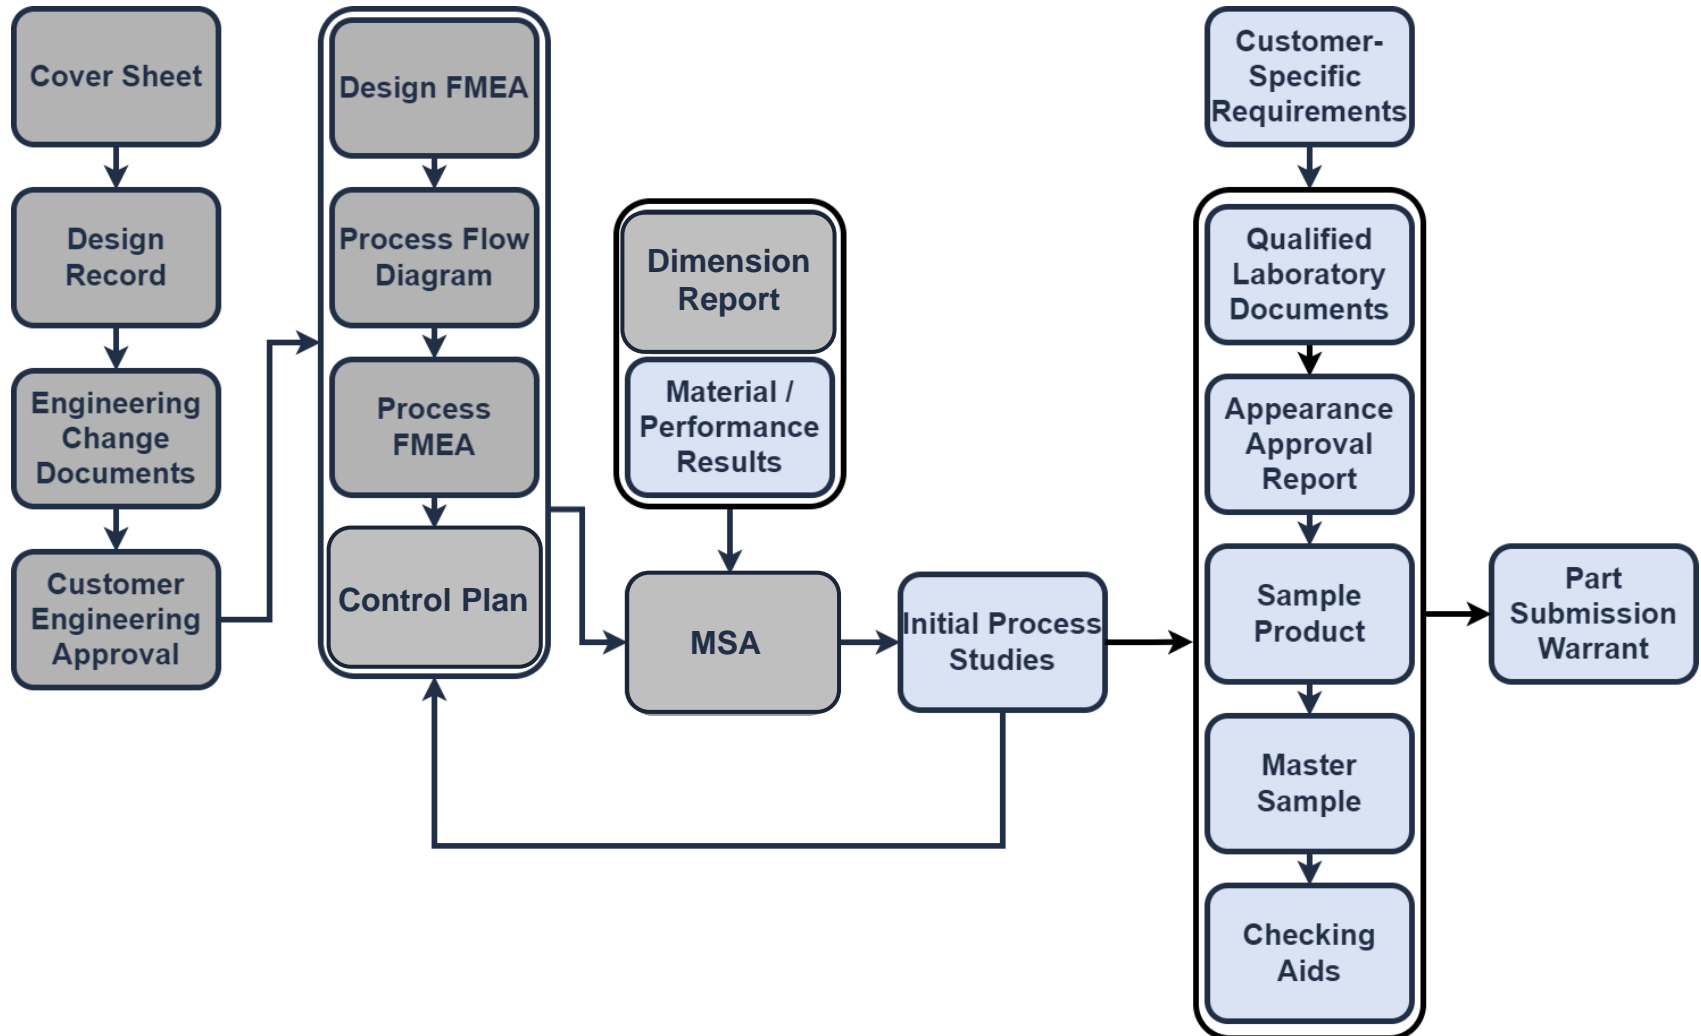 Cover Sheet
Design
Record
Engineering
Change
Documents
Customer
Engineering
Approval
Design FMEA
Process Flow
Diagram
Process
FMEA
Control Plan
Dimension
Report
Material /
Performance
Results
MSA
Initial Process
Studies
Customer-
Specific
Requirements
Qualified
Laboratory
Documents
Appearance
Approval
Report
Sample
Product
Master
Sample
Checking
Aids
Part
Submission
Warrant